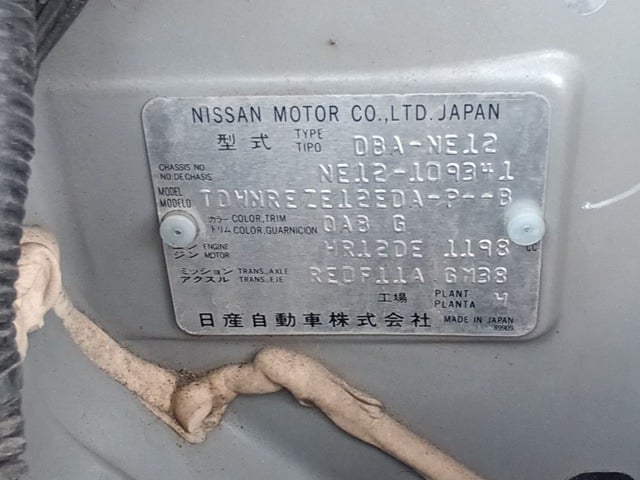 NISSAN MOTOR CO.,LTD. JAPAN
型式 TYPE TIPO DBA-NE12
CHASSIS NO. NO. DE CHASIS NE12-109341
MODEL MODELO TDHNREZE12EDA-P--B
カラー COLOR,TRIM
トリム COLOR,GUARNICION QAB G
ENGINE
ジン MOTOR HR12DE 1198 CC
ミッション TRANS.,AXLE
アクスル TRANS.,EJE RE0F11A GM38
工場 PLANT PLANTA
日産自動車株式会社 MADE IN JAPAN